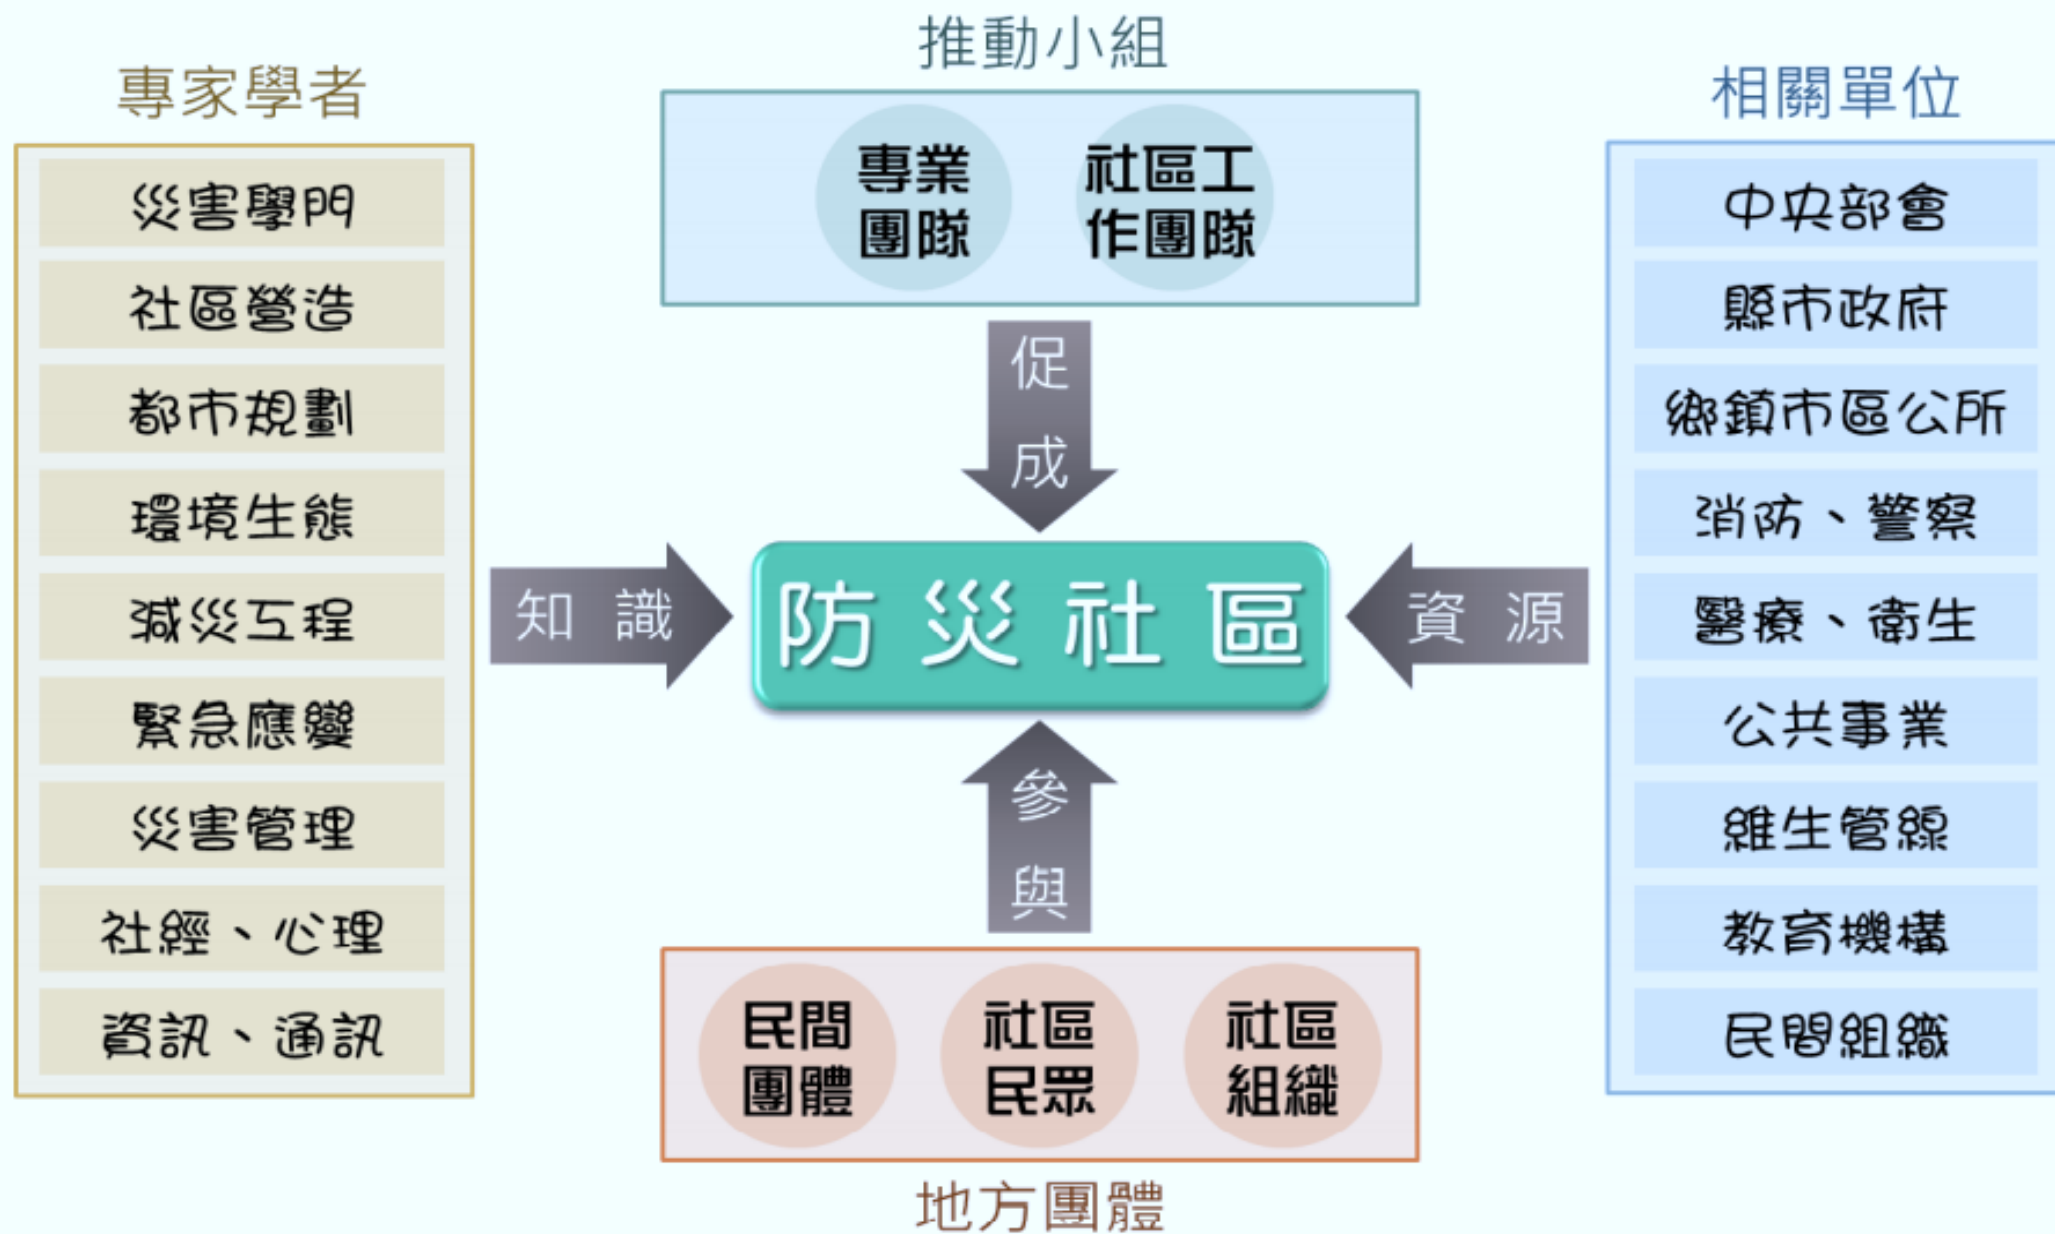 推動小組
專業
團隊
社區工
作團隊
專家學者
災害學門
社區營造
都市規劃
環境生態
減災工程
緊急應變
災害管理
社經、心理
資訊、通訊
促
成
知識
防災社區
資源
參
與
相關單位
中央部會
縣市政府
鄉鎮市區公所
消防、警察
醫療、衛生
公共事業
維生管線
教育機構
民間組織
民間
團體
社區
民眾
社區
組織
地方團體